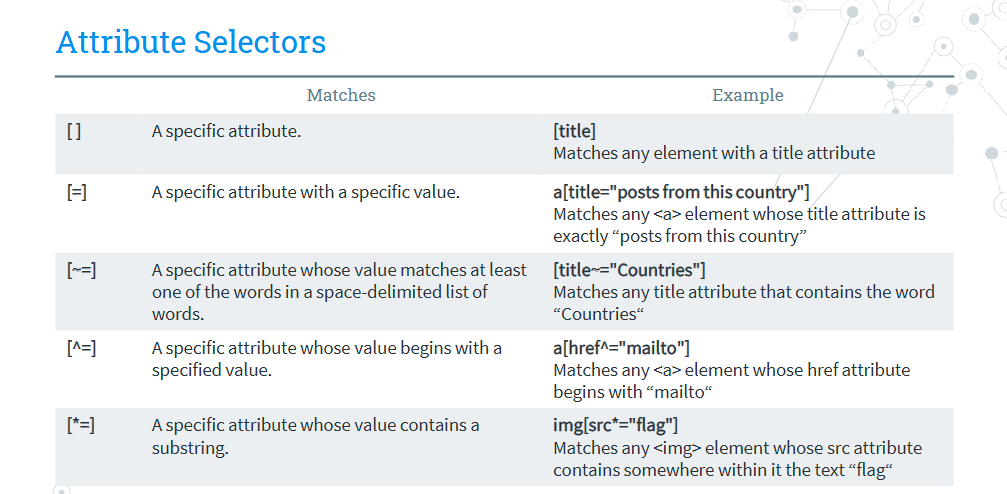 Attribute Selectors
Matches Example
[ ] A specific attribute. [title]
Matches any element with a title attribute
[=] A specific attribute with a specific value. a[title="posts from this country"]
Matches any <a> element whose title attribute is
exactly “posts from this country”
[~=] A specific attribute whose value matches at least [title~="Countries"]
one of the words in a space-delimited list of Matches any title attribute that contains the word
words. “Countries“
[^=] A specific attribute whose value begins with a a[href^="mailto"]
specified value. Matches any <a> element whose href attribute
begins with “mailto“
[*=] A specific attribute whose value contains a img[src*="flag"]
substring. Matches any <img> element whose src attribute
contains somewhere within it the text “flag“